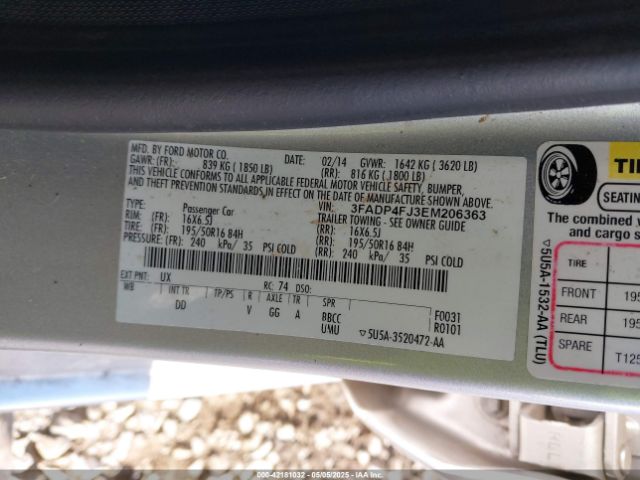 MFD. BY FORD MOTOR CO.
DATE: 02/14 GVWR: 1642 KG ( 3620 LB)
GAWR: (FR): 839 KG ( 1850 LB) (RR): 816 KG ( 1800 LB)
THIS VEHICLE CONFORMS TO ALL APPLICABLE FEDERAL MOTOR VEHICLE SAFETY, BUMPER,
AND THEFT PREVENTION STANDARDS IN EFFECT ON THE DATE OF MANUFACTURE SHOWN ABOVE.
VIN: 3FADP4FJ3EM206363
TYPE: Passenger Car TRAILER TOWING - SEE OWNER GUIDE
RIM: (FR): 16X6.5J (RR): 16X6.5J
TIRE: (FR): 195/50R16 84H (RR): 195/50R16 84H
PRESSURE: (FR): 240 kPa/ 35 PSI COLD (RR): 240 kPa/ 35 PSI COLD
EXT PNT: UX RC: 74 DSO:
WB INT TR TP/PS R AXLE TR SPR
DD V GG A BBCC
UMU
F0031
R0101
▽5U5A-3520472-AA
▽5U5A-1532-AA (TLU)
SEATING
The combined
and cargo s
TIRE
FRONT 195
REAR 195
SPARE T125
000-42181032 - 05/05/2025 - IAAI.COM